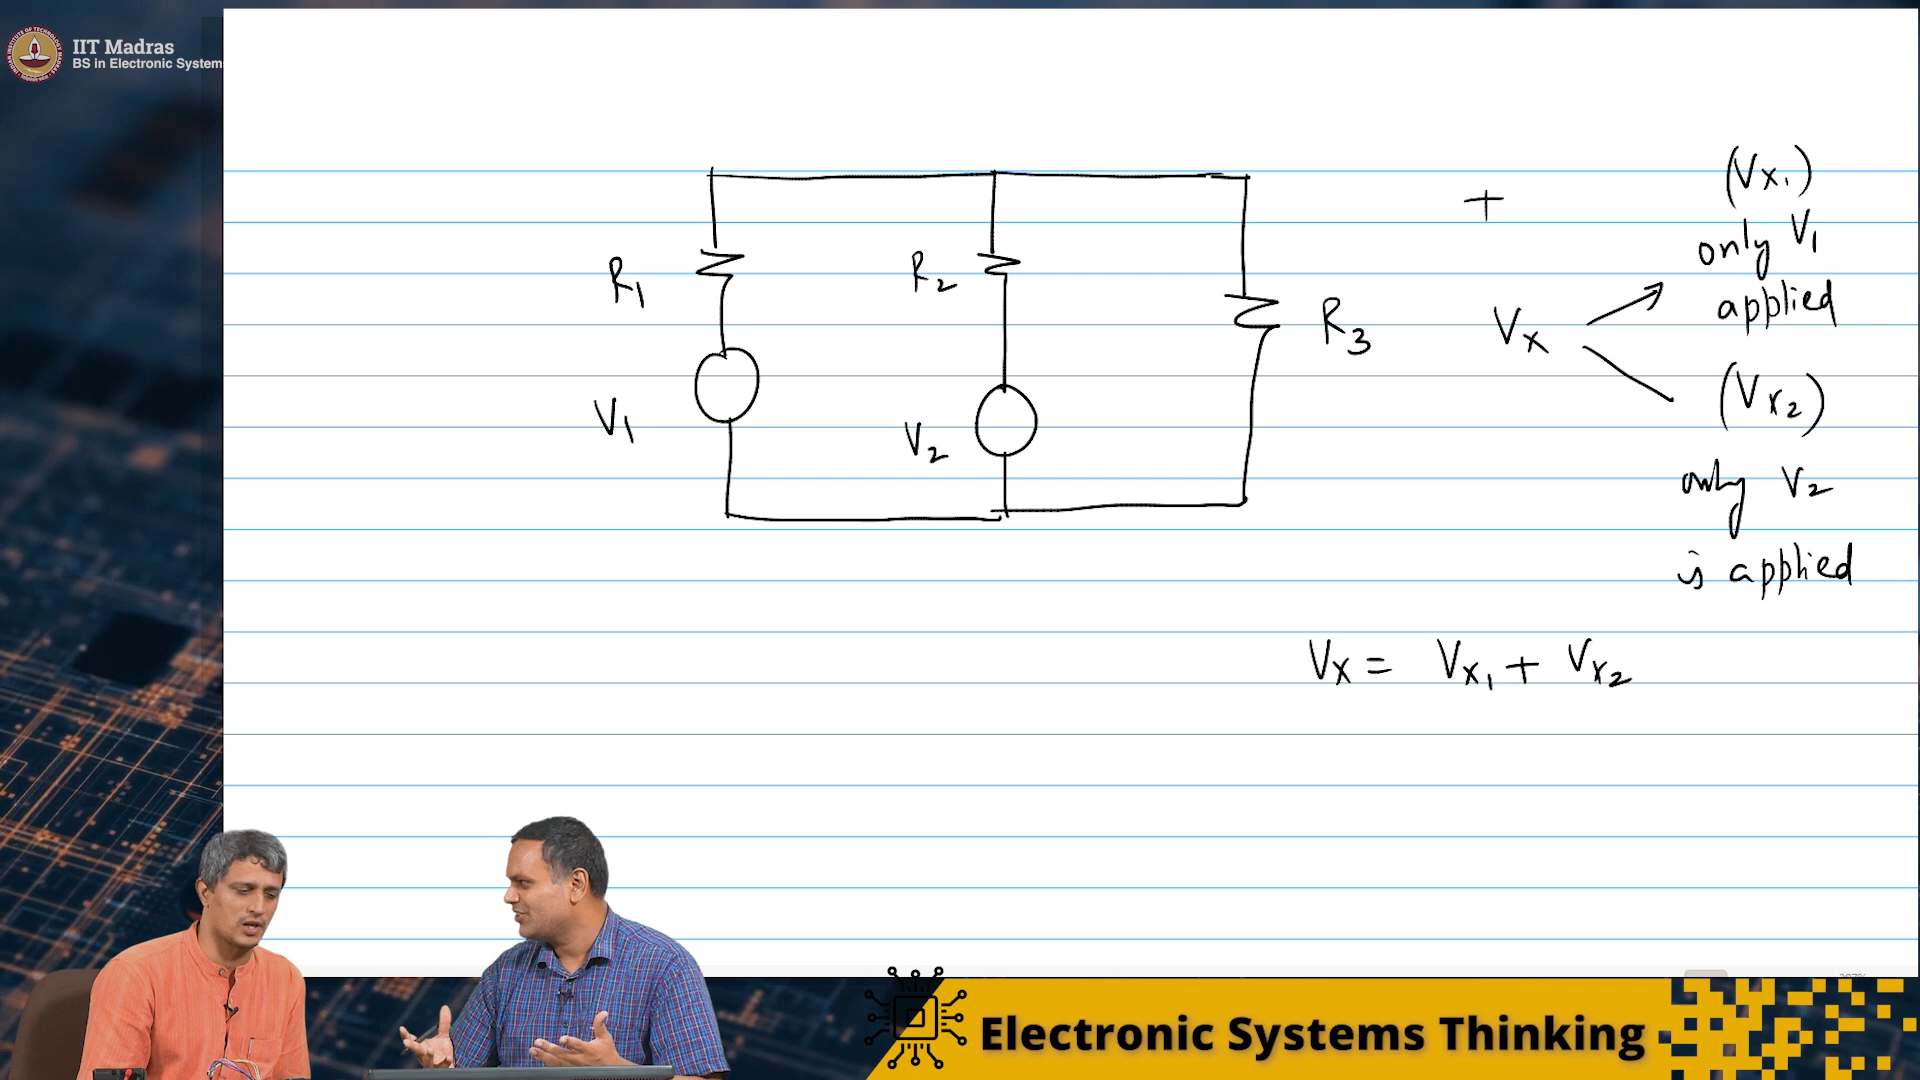 IIT Madras
BS in Electronic System
R1
V1
R2
V2
R3
+
Vx
(Vx1)
only V1
applied
(Vx2)
only V2
is applied
Vx = Vx1 + Vx2
Electronic Systems Thinking